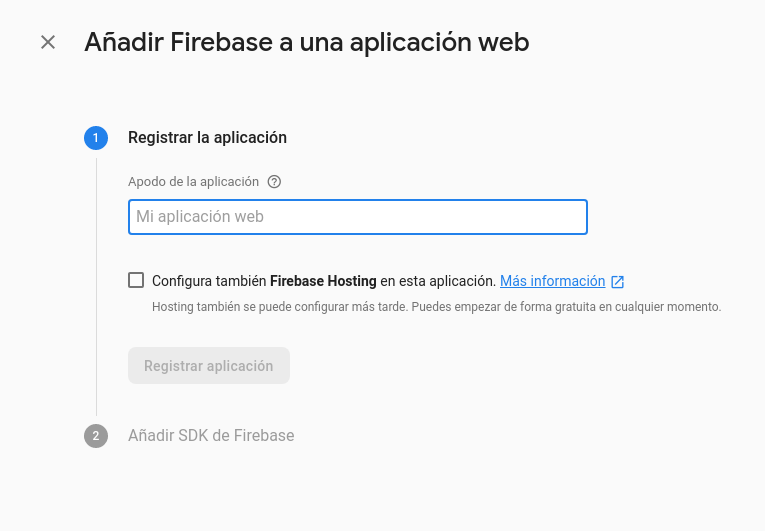 Añadir Firebase a una aplicación web
1 Registrar la aplicación
Apodo de la aplicación
Mi aplicación web
Configura también Firebase Hosting en esta aplicación. Más información
Hosting también se puede configurar más tarde. Puedes empezar de forma gratuita en cualquier momento.
Registrar aplicación
2 Añadir SDK de Firebase